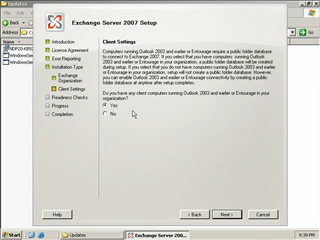 Updates
Exchange Server 2007 Setup
Introduction
License Agreement
Error Reporting
Installation Type
Exchange
Organization
Client Settings
Readiness Checks
Progress
Completion
Client Settings
Computers running Outlook 2003 and earlier or Entourage require a public folder database
to connect to Exchange 2007. If you select that you have computers running Outlook
2003 and earlier or Entourage in your organization, a public folder database will be created
during setup. If you select that you do not have computers running Outlook 2003 and earlier
or Entourage in your organization, setup will not create a public folder database. However,
you can enable Outlook 2003 and earlier or Entourage connectivity by creating a public
folder database at anytime after setup completes.
Do you have any client computers running Outlook 2003 and earlier or Entourage in your
organization?
Yes
No
Help
< Back
Next >
Cancel
Start
Updates
Exchange Server 200...
9:39 PM